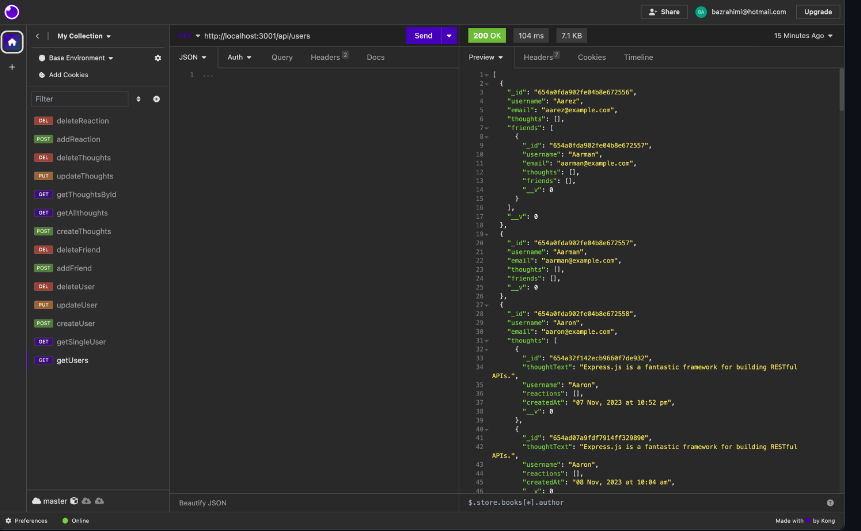 My Collection
http://localhost:3001/api/users
Send
200 OK
104 ms
7.1 KB
15 Minutes Ago
Share
BA
bazrahimi@hotmail.com
Upgrade
Base Environment
Add Cookies
Filter
DEL deleteReaction
POST addReaction
DEL deleteThoughts
PUT updateThoughts
GET getThoughtsById
GET getAllthoughts
POST createThoughts
DEL deleteFriend
POST addFriend
DEL deleteUser
PUT updateUser
POST createUser
GET getSingleUser
GET getUsers
master
Preferences
Online
JSON
Auth
Query
Headers 2
Docs
1 ...
Beautify JSON
Preview
Headers 7
Cookies
Timeline
1 [
2 {
3 "_id": "654a0fda902fe04b8e672556",
4 "username": "Aarez",
5 "email": "aarez@example.com",
6 "thoughts": [],
7 "friends": [
8 {
9 "_id": "654a0fda902fe04b8e672557",
10 "username": "Aarman",
11 "email": "aarman@example.com",
12 "thoughts": [],
13 "friends": [],
14 "__v": 0
15 }
16 ],
17 "__v": 0
18 },
19 {
20 "_id": "654a0fda902fe04b8e672557",
21 "username": "Aarman",
22 "email": "aarman@example.com",
23 "thoughts": [],
24 "friends": [],
25 "__v": 0
26 },
27 {
28 "_id": "654a0fda902fe04b8e672558",
29 "username": "Aaron",
30 "email": "aaron@example.com",
31 "thoughts": [
32 {
33 "_id": "654a32f142ecb9660f7de932",
34 "thoughtText": "Express.js is a fantastic framework for building RESTful
APIs.",
35 "username": "Aaron",
36 "reactions": [],
37 "createdAt": "07 Nov, 2023 at 10:52 pm",
38 "__v": 0
39 },
40 {
41 "_id": "654ad07a9fdf7914ff329890",
42 "thoughtText": "Express.js is a fantastic framework for building RESTful
APIs.",
43 "username": "Aaron",
44 "reactions": [],
45 "createdAt": "08 Nov, 2023 at 10:04 am",
46 "__v": 0
$.store.books[*].author
Made with by Kong